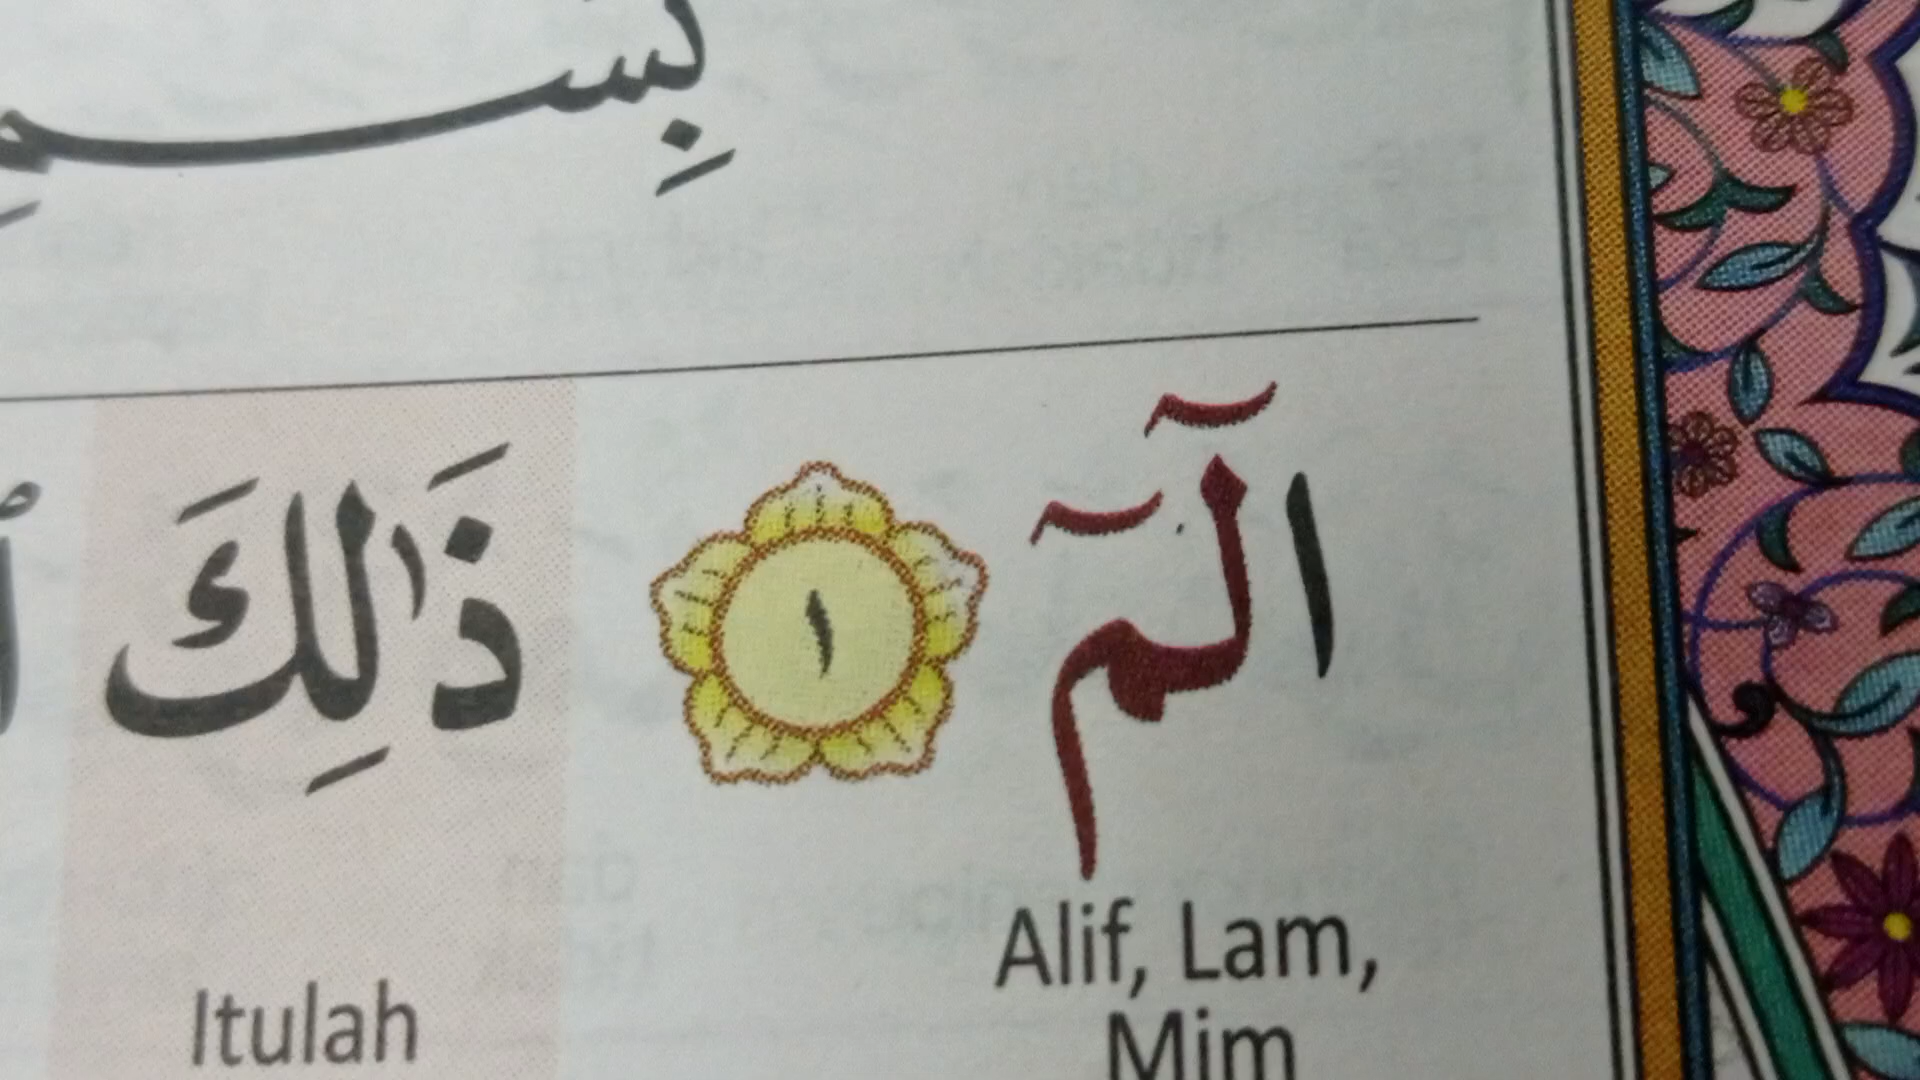 بِسْمِ
الٓمٓ ١ ذَٰلِكَ
Alif, Lam, Mim
Itulah